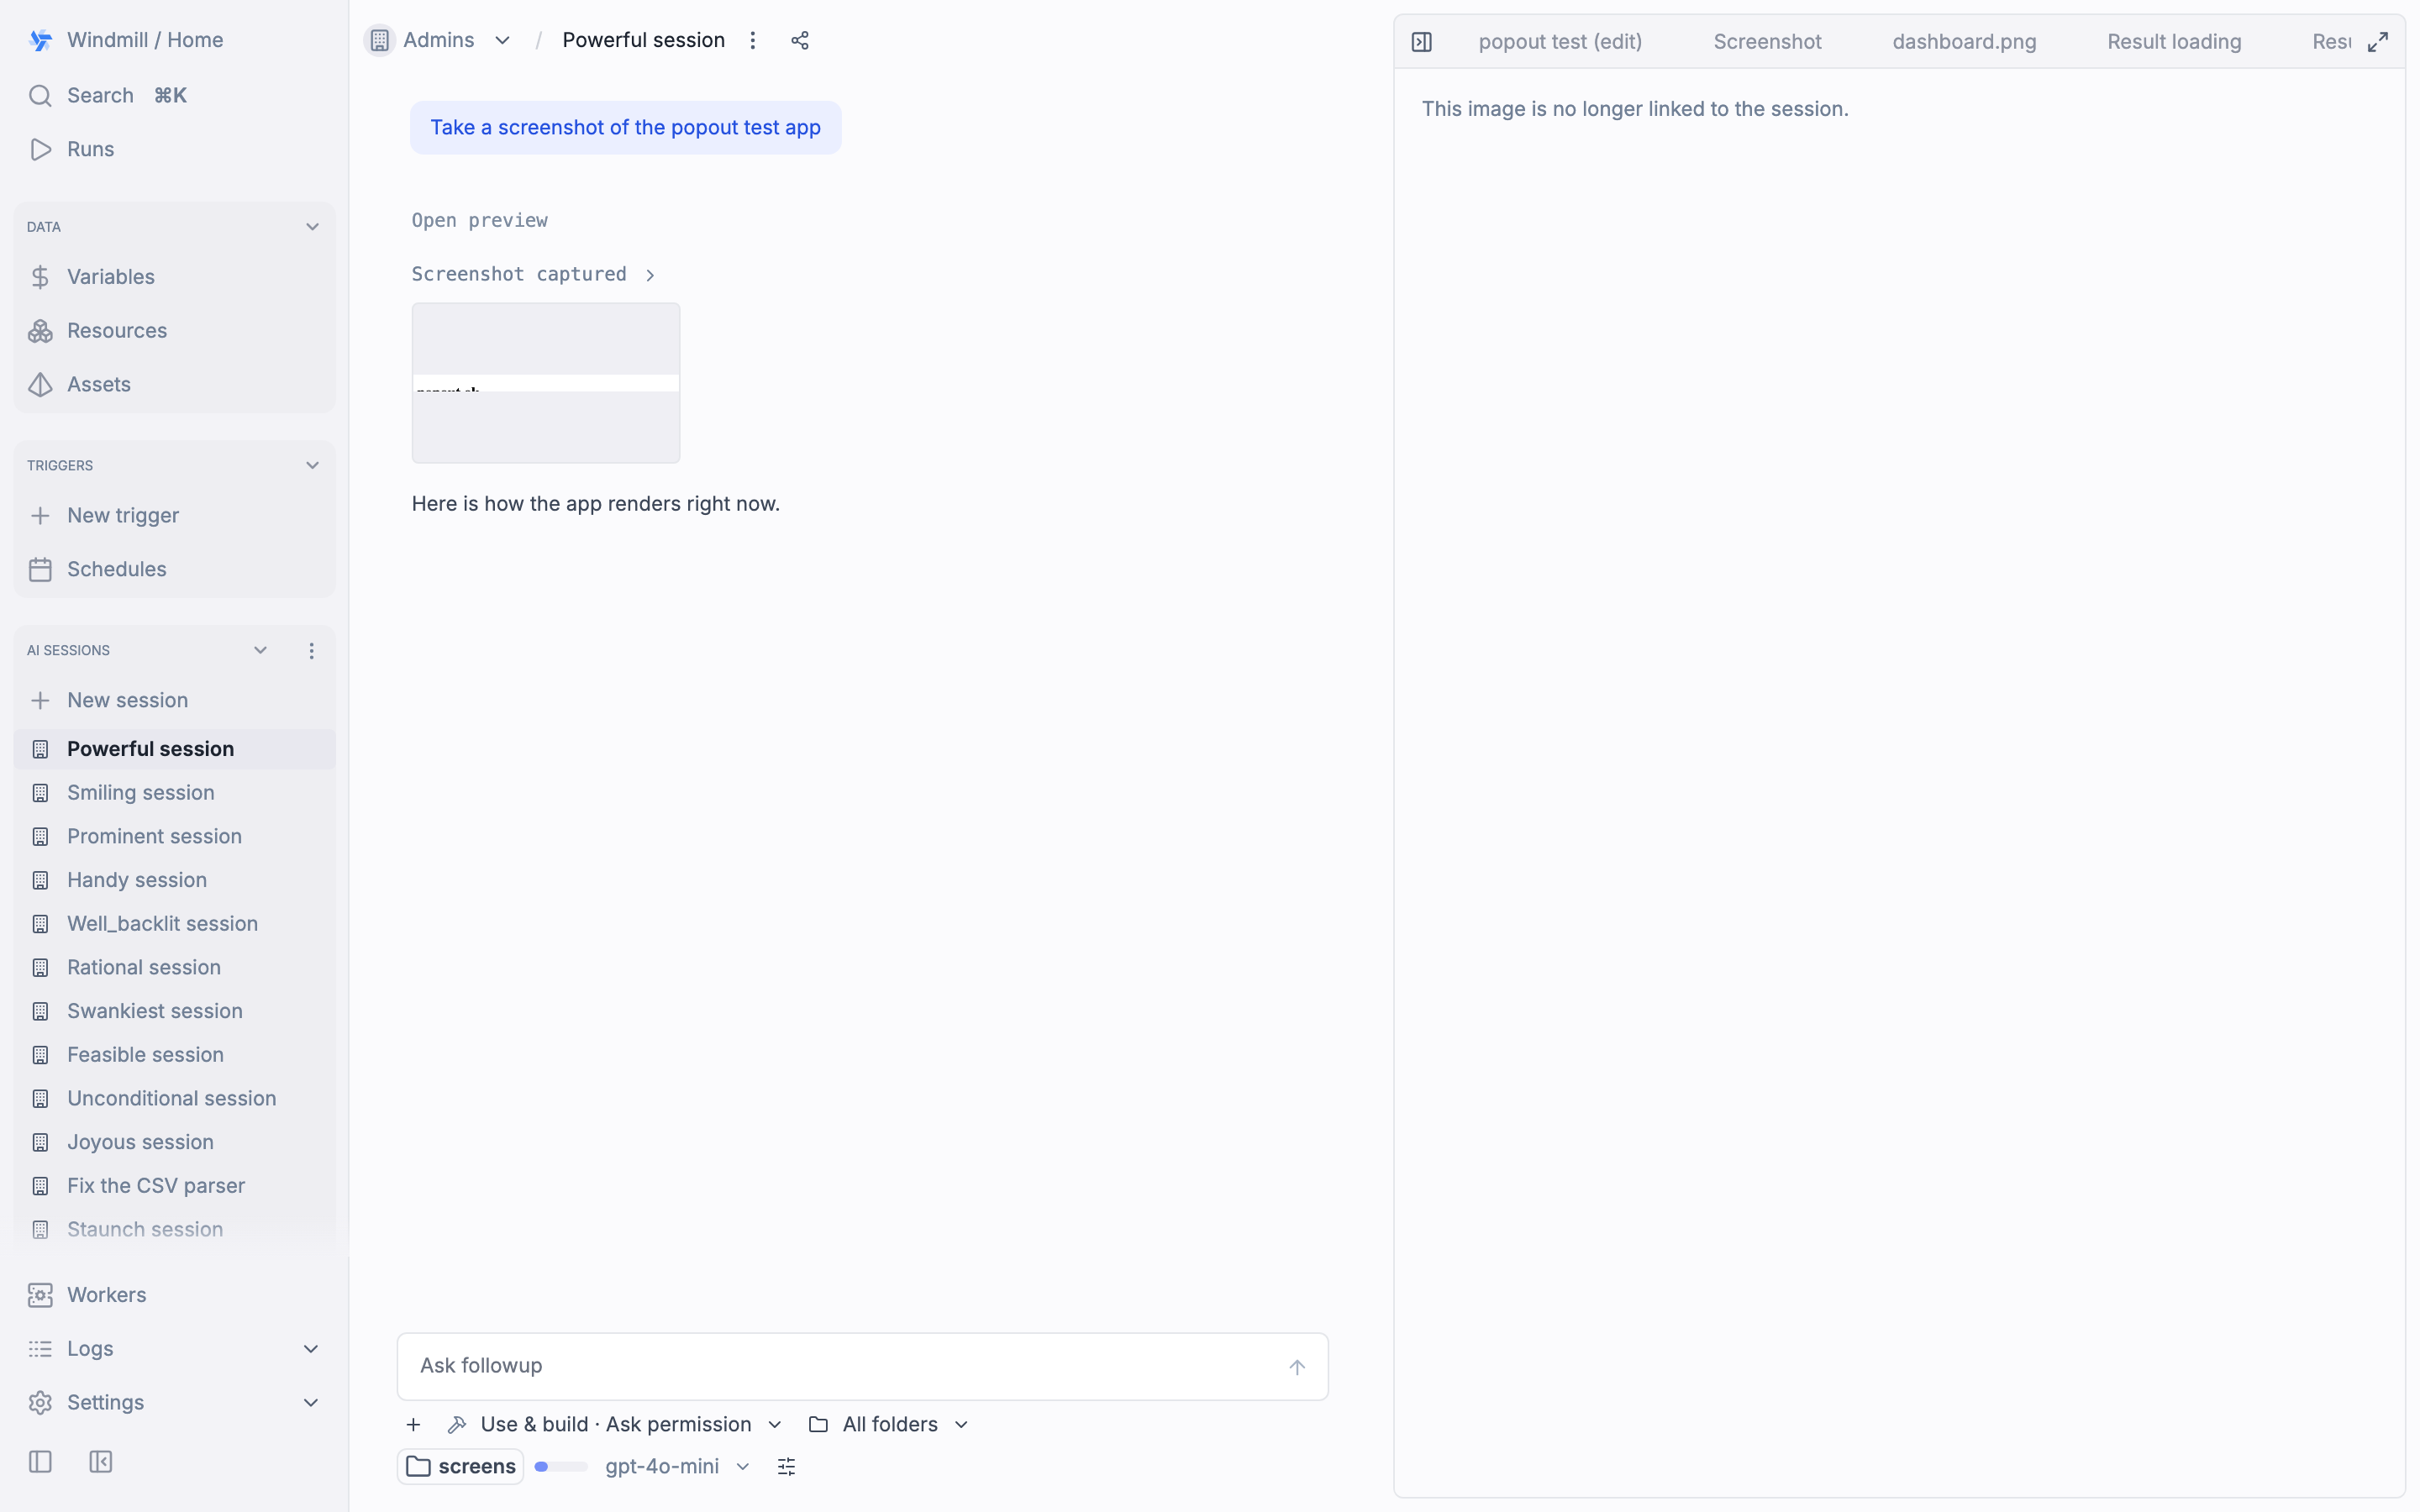 Windmill / Home
Search ⌘K
Runs
DATA
Variables
Resources
Assets
TRIGGERS
New trigger
Schedules
AI SESSIONS
New session
Powerful session
Smiling session
Prominent session
Handy session
Well_backlit session
Rational session
Swankiest session
Feasible session
Unconditional session
Joyous session
Fix the CSV parser
Staunch session
Workers
Logs
Settings
Admins / Powerful session
Take a screenshot of the popout test app
Open preview
Screenshot captured
Here is how the app renders right now.
Ask followup
Use & build · Ask permission All folders
screens gpt-4o-mini
popout test (edit) Screenshot dashboard.png Result loading
This image is no longer linked to the session.